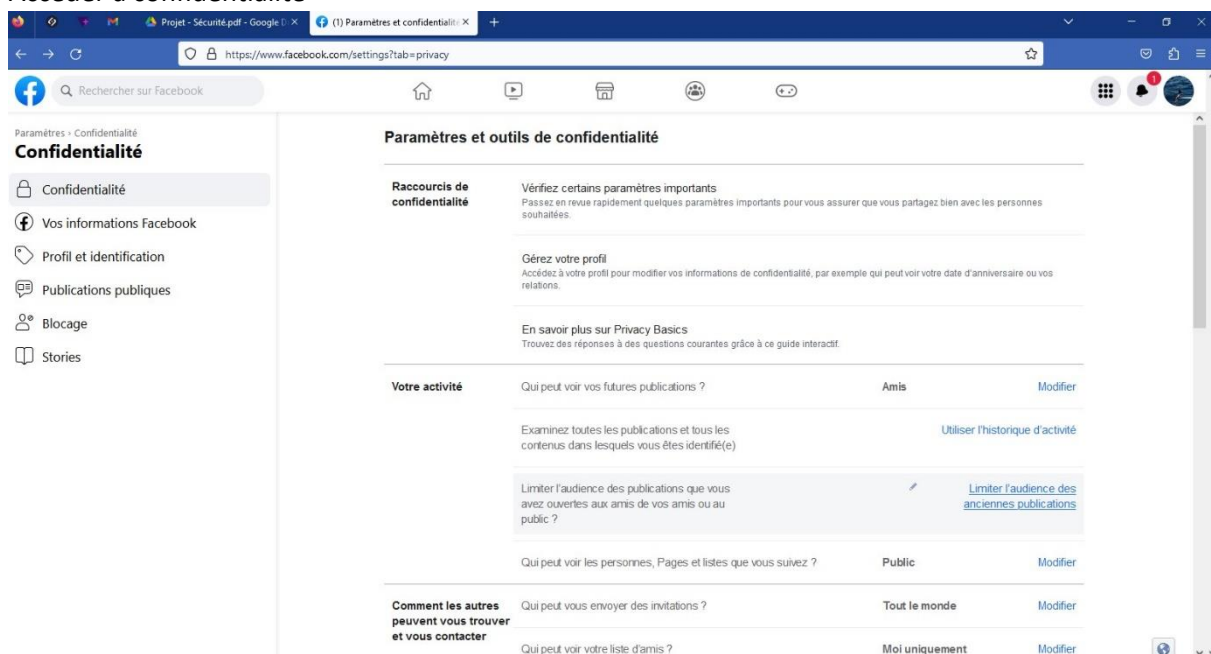 Projet - Sécurité.pdf - Google D
(1) Paramètres et confidentialité
https://www.facebook.com/settings?tab=privacy
Rechercher sur Facebook
1
Paramètres › Confidentialité
Confidentialité
Confidentialité
Vos informations Facebook
Profil et identification
Publications publiques
Blocage
Stories
Paramètres et outils de confidentialité
Raccourcis de
confidentialité
Vérifiez certains paramètres importants
Passez en revue rapidement quelques paramètres importants pour vous assurer que vous partagez bien avec les personnes
souhaitées.
Gérez votre profil
Accédez à votre profil pour modifier vos informations de confidentialité, par exemple qui peut voir votre date d'anniversaire ou vos
relations.
En savoir plus sur Privacy Basics
Trouvez des réponses à des questions courantes grâce à ce guide interactif.
Votre activité
Qui peut voir vos futures publications ? Amis Modifier
Examinez toutes les publications et tous les
contenus dans lesquels vous êtes identifié(e)
Utiliser l'historique d'activité
Limiter l'audience des publications que vous
avez ouvertes aux amis de vos amis ou au
public ?
Limiter l'audience des
anciennes publications
Qui peut voir les personnes, Pages et listes que vous suivez ? Public Modifier
Comment les autres
peuvent vous trouver
et vous contacter
Qui peut vous envoyer des invitations ? Tout le monde Modifier
Qui peut voir votre liste d'amis ? Moi uniquement Modifier